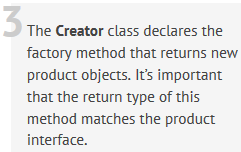 3
The Creator class declares the
factory method that returns new
product objects. It’s important
that the return type of this
method matches the product
interface.